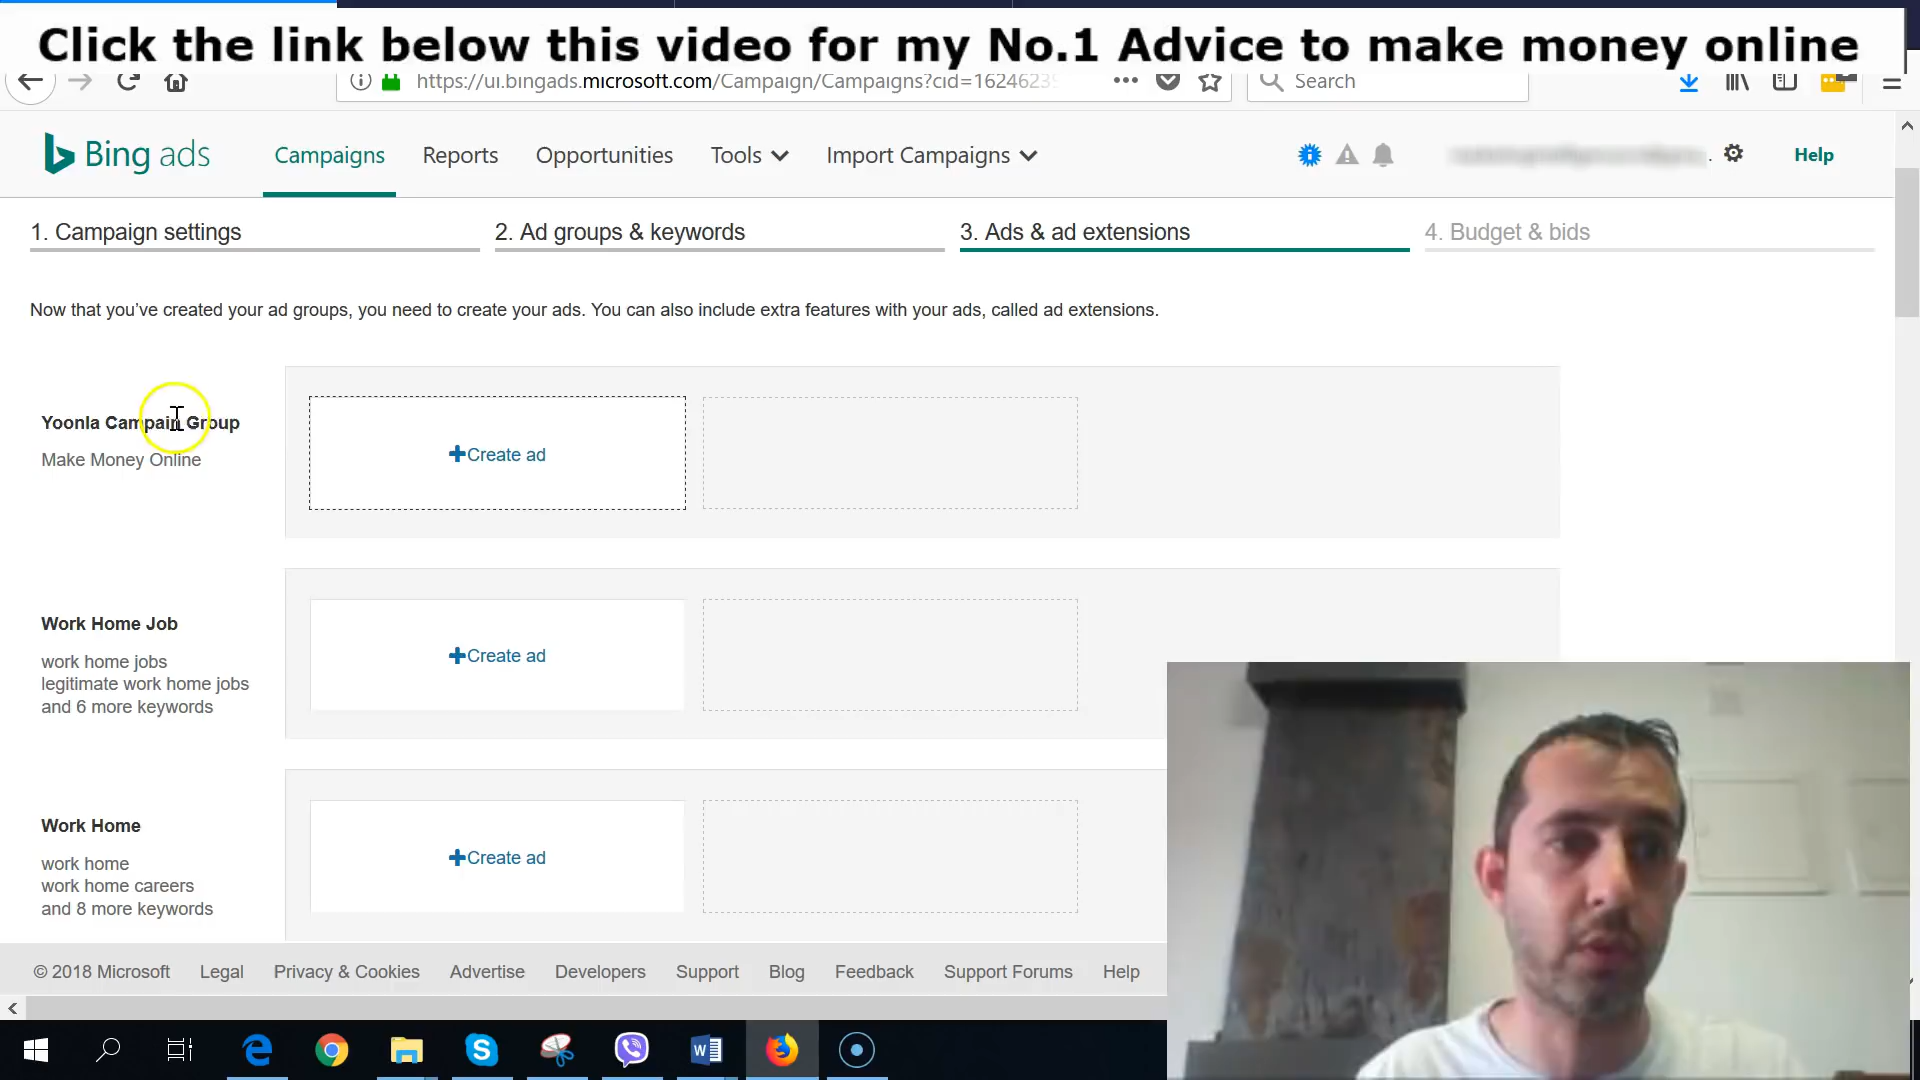 Click the link below this video for my No.1 Advice to make money online
https://ui.bingads.microsoft.com/Campaign/Campaigns?cid=1624623
Search
Bing ads
Campaigns
Reports
Opportunities
Tools
Import Campaigns
Help
1. Campaign settings
2. Ad groups & keywords
3. Ads & ad extensions
4. Budget & bids
Now that you've created your ad groups, you need to create your ads. You can also include extra features with your ads, called ad extensions.
Yoonla Campain Group
Make Money Online
Create ad
Work Home Job
work home jobs
legitimate work home jobs
and 6 more keywords
Create ad
Work Home
work home
work home careers
and 8 more keywords
Create ad
© 2018 Microsoft
Legal
Privacy & Cookies
Advertise
Developers
Support
Blog
Feedback
Support Forums
Help